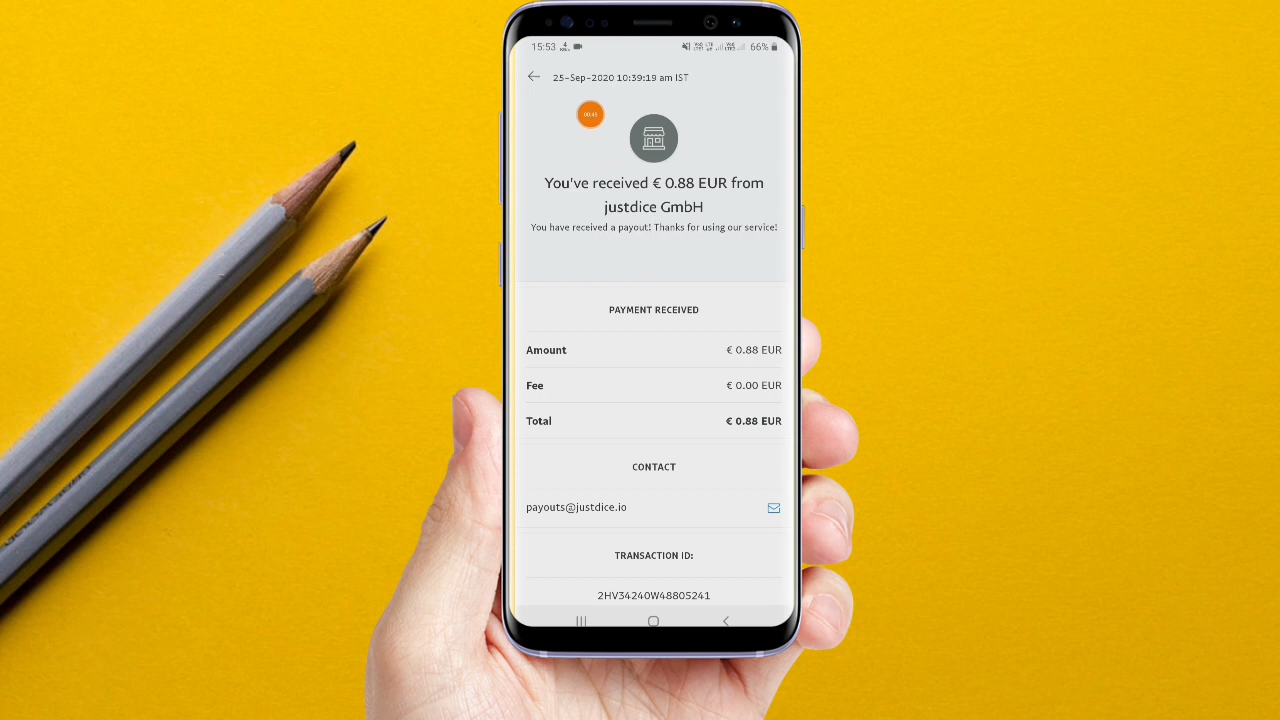 15:53
66%
25-Sep-2020 10:39:19 am IST
00:45
You've received € 0.88 EUR from
justdice GmbH
You have received a payout! Thanks for using our service!
PAYMENT RECEIVED
Amount € 0.88 EUR
Fee € 0.00 EUR
Total € 0.88 EUR
CONTACT
payouts@justdice.io
TRANSACTION ID:
2HV34240W48805241